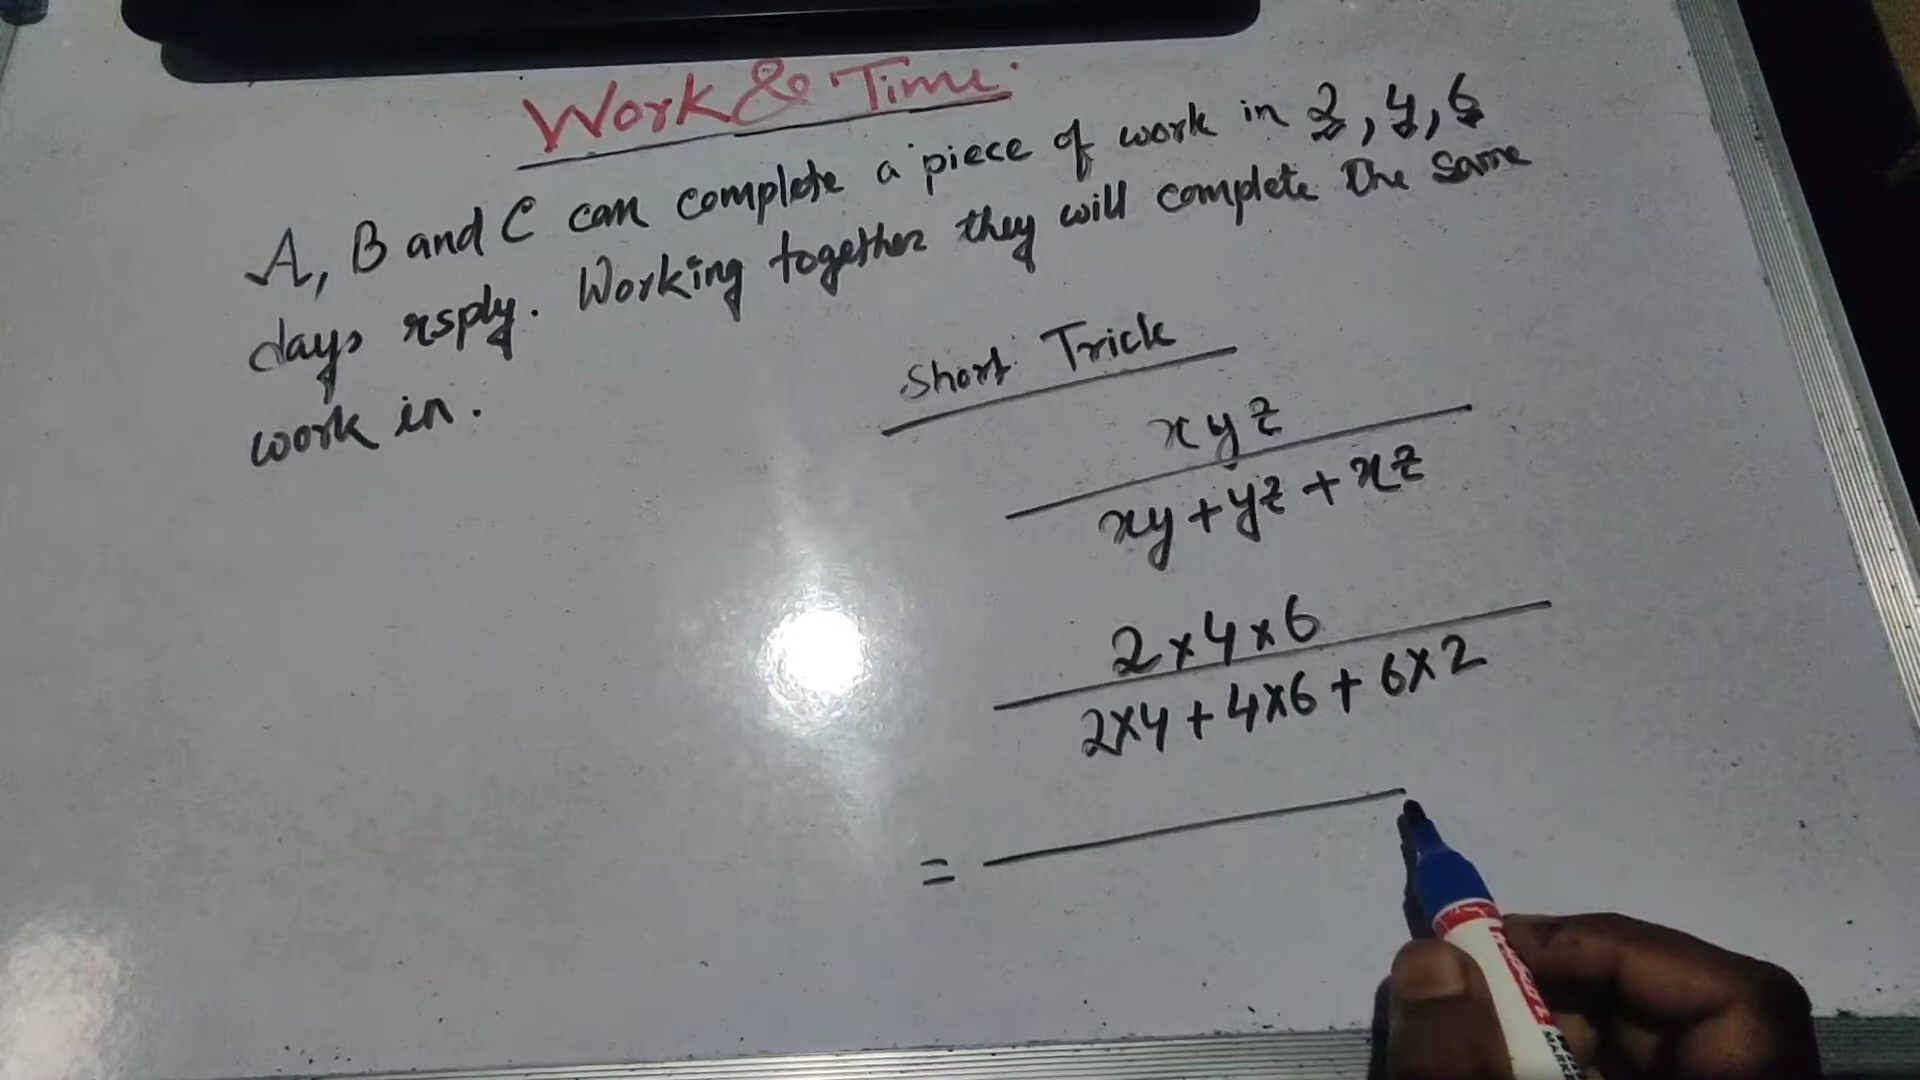 Work & Time
A, B and C can complete a piece of work in 2, 4, 6
days rsply. Working together they will complete the same
work in.
Short Trick
xyz
xy+yz+xz
2×4×6
2×4+4×6+6×2
=